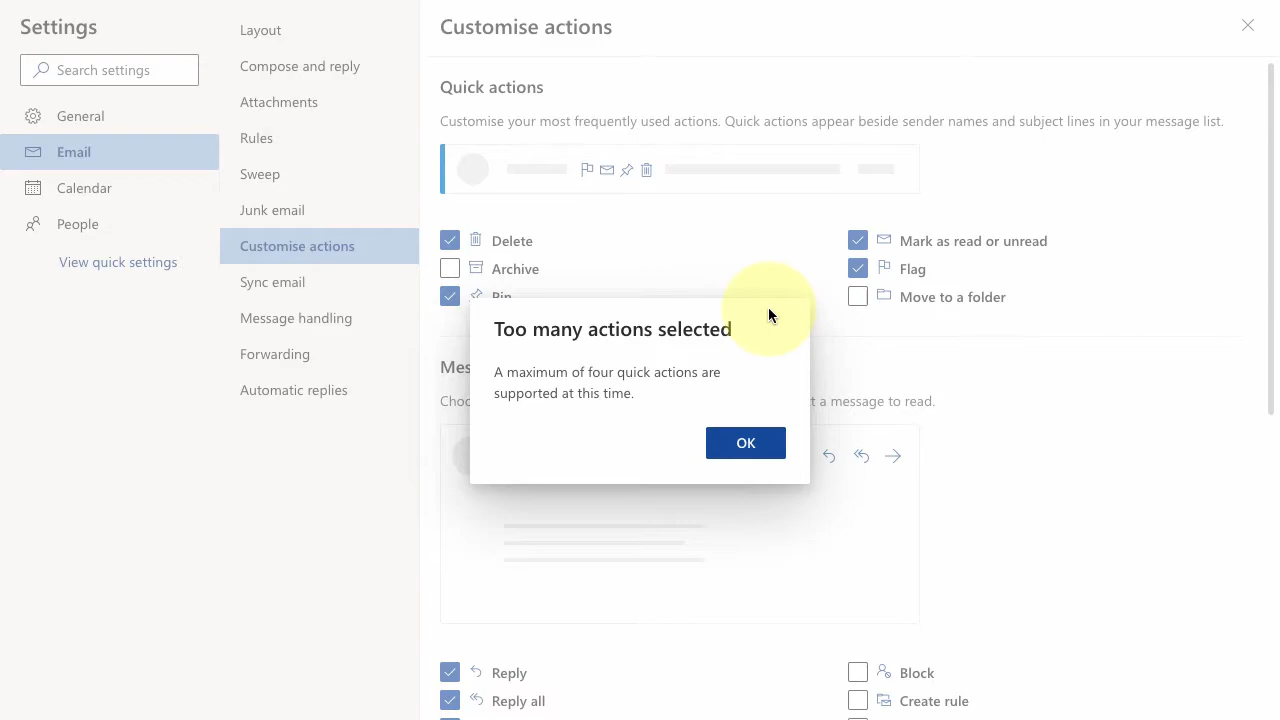 Settings
Search settings
General
Email
Calendar
People
View quick settings
Layout
Compose and reply
Attachments
Rules
Sweep
Junk email
Customise actions
Sync email
Message handling
Forwarding
Automatic replies
Customise actions
Quick actions
Customise your most frequently used actions. Quick actions appear beside sender names and subject lines in your message list.
Delete
Mark as read or unread
Archive
Flag
Pin
Move to a folder
Too many actions selected
A maximum of four quick actions are
supported at this time.
OK
Mes
Choo
t a message to read.
Reply
Block
Reply all
Create rule